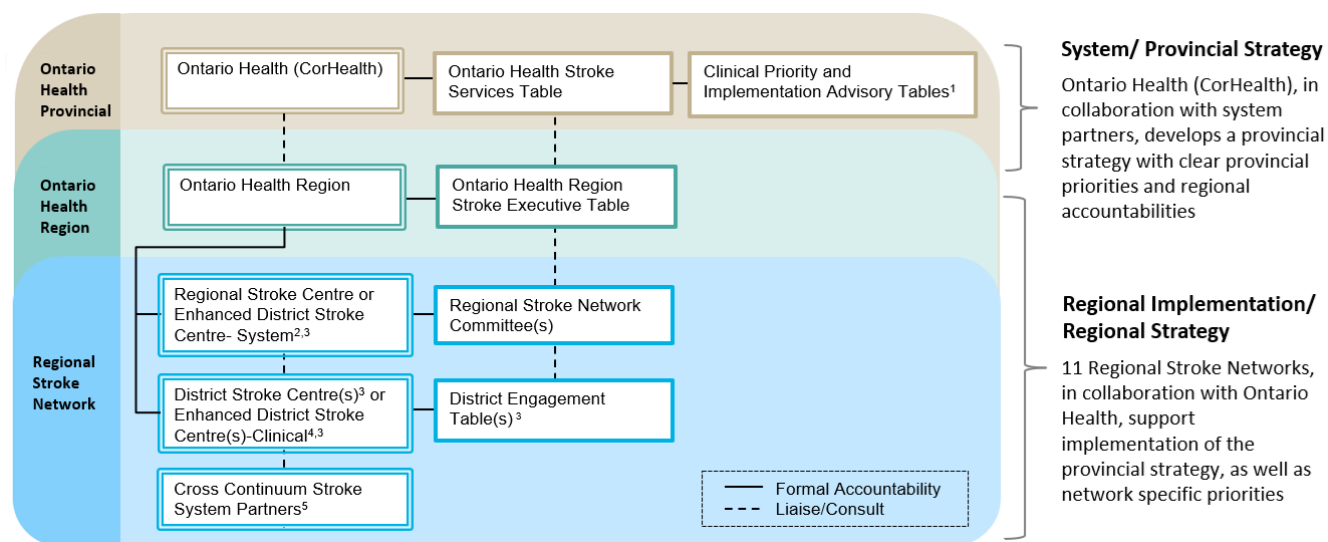 Ontario
Health
Provincial
Ontario Health (CorHealth)
Ontario Health Stroke
Services Table
Clinical Priority and
Implementation Advisory Tables¹
System/ Provincial Strategy
Ontario Health (CorHealth), in
collaboration with system
partners, develops a provincial
strategy with clear provincial
priorities and regional
accountabilities
Ontario
Health
Region
Ontario Health Region
Ontario Health Region
Stroke Executive Table
Regional
Stroke
Network
Regional Stroke Centre or
Enhanced District Stroke
Centre- System²,³
Regional Stroke Network
Committee(s)
District Stroke Centre(s)³ or
Enhanced District Stroke
Centre(s)-Clinical⁴,³
District Engagement
Table(s)³
Cross Continuum Stroke
System Partners⁵
Formal Accountability
Liaise/Consult
Regional Implementation/
Regional Strategy
11 Regional Stroke Networks,
in collaboration with Ontario
Health, support
implementation of the
provincial strategy, as well as
network specific priorities